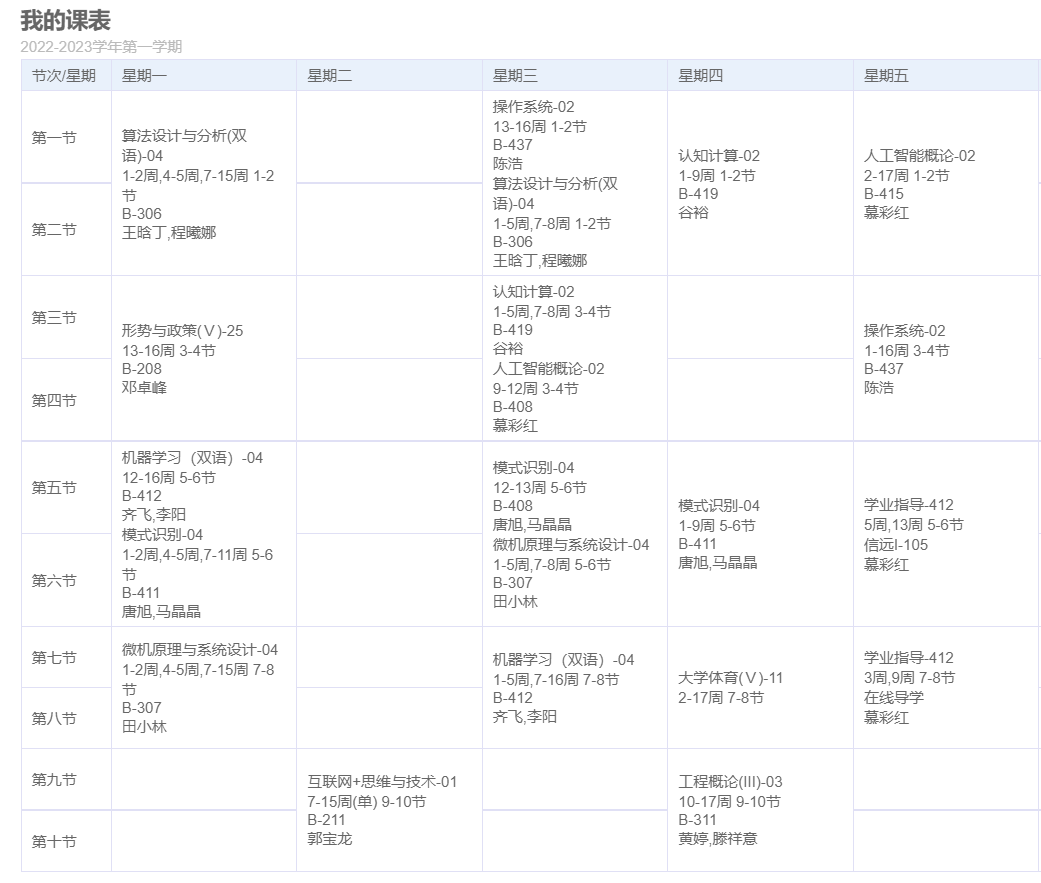 我的课表
2022-2023学年第一学期
节次/星期
星期一
星期二
星期三
星期四
星期五
第一节
第二节
算法设计与分析(双
语)-04
1-2周,4-5周,7-15周 1-2
节
B-306
王晗丁,程曦娜
操作系统-02
13-16周 1-2节
B-437
陈浩
算法设计与分析(双
语)-04
1-5周,7-8周 1-2节
B-306
王晗丁,程曦娜
认知计算-02
1-9周 1-2节
B-419
谷裕
人工智能概论-02
2-17周 1-2节
B-415
慕彩红
第三节
第四节
形势与政策(Ⅴ)-25
13-16周 3-4节
B-208
邓卓峰
认知计算-02
1-5周,7-8周 3-4节
B-419
谷裕
人工智能概论-02
9-12周 3-4节
B-408
慕彩红
操作系统-02
1-16周 3-4节
B-437
陈浩
第五节
第六节
机器学习（双语）-04
12-16周 5-6节
B-412
齐飞,李阳
模式识别-04
1-2周,4-5周,7-11周 5-6
节
B-411
唐旭,马晶晶
模式识别-04
12-13周 5-6节
B-408
唐旭,马晶晶
微机原理与系统设计-04
1-5周,7-8周 5-6节
B-307
田小林
模式识别-04
1-9周 5-6节
B-411
唐旭,马晶晶
学业指导-412
5周,13周 5-6节
信远I-105
慕彩红
第七节
第八节
微机原理与系统设计-04
1-2周,4-5周,7-15周 7-8
节
B-307
田小林
机器学习（双语）-04
1-5周,7-16周 7-8节
B-412
齐飞,李阳
大学体育(Ⅴ)-11
2-17周 7-8节
学业指导-412
3周,9周 7-8节
在线导学
慕彩红
第九节
第十节
互联网+思维与技术-01
7-15周(单) 9-10节
B-211
郭宝龙
工程概论(III)-03
10-17周 9-10节
B-311
黄婷,滕祥意